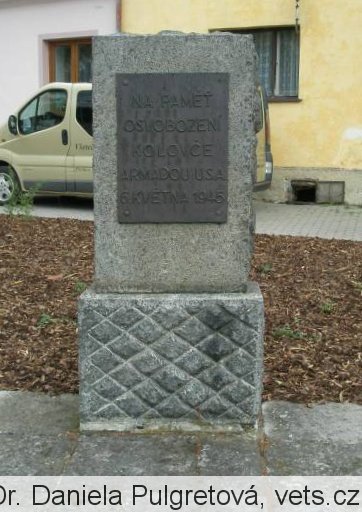 NA PAMĚŤ
OSVOBOZENÍ
KOLOVČE
ARMÁDOU U.S.A.
6. KVĚTNA 1945
Dr. Daniela Pulgretová, vets.cz